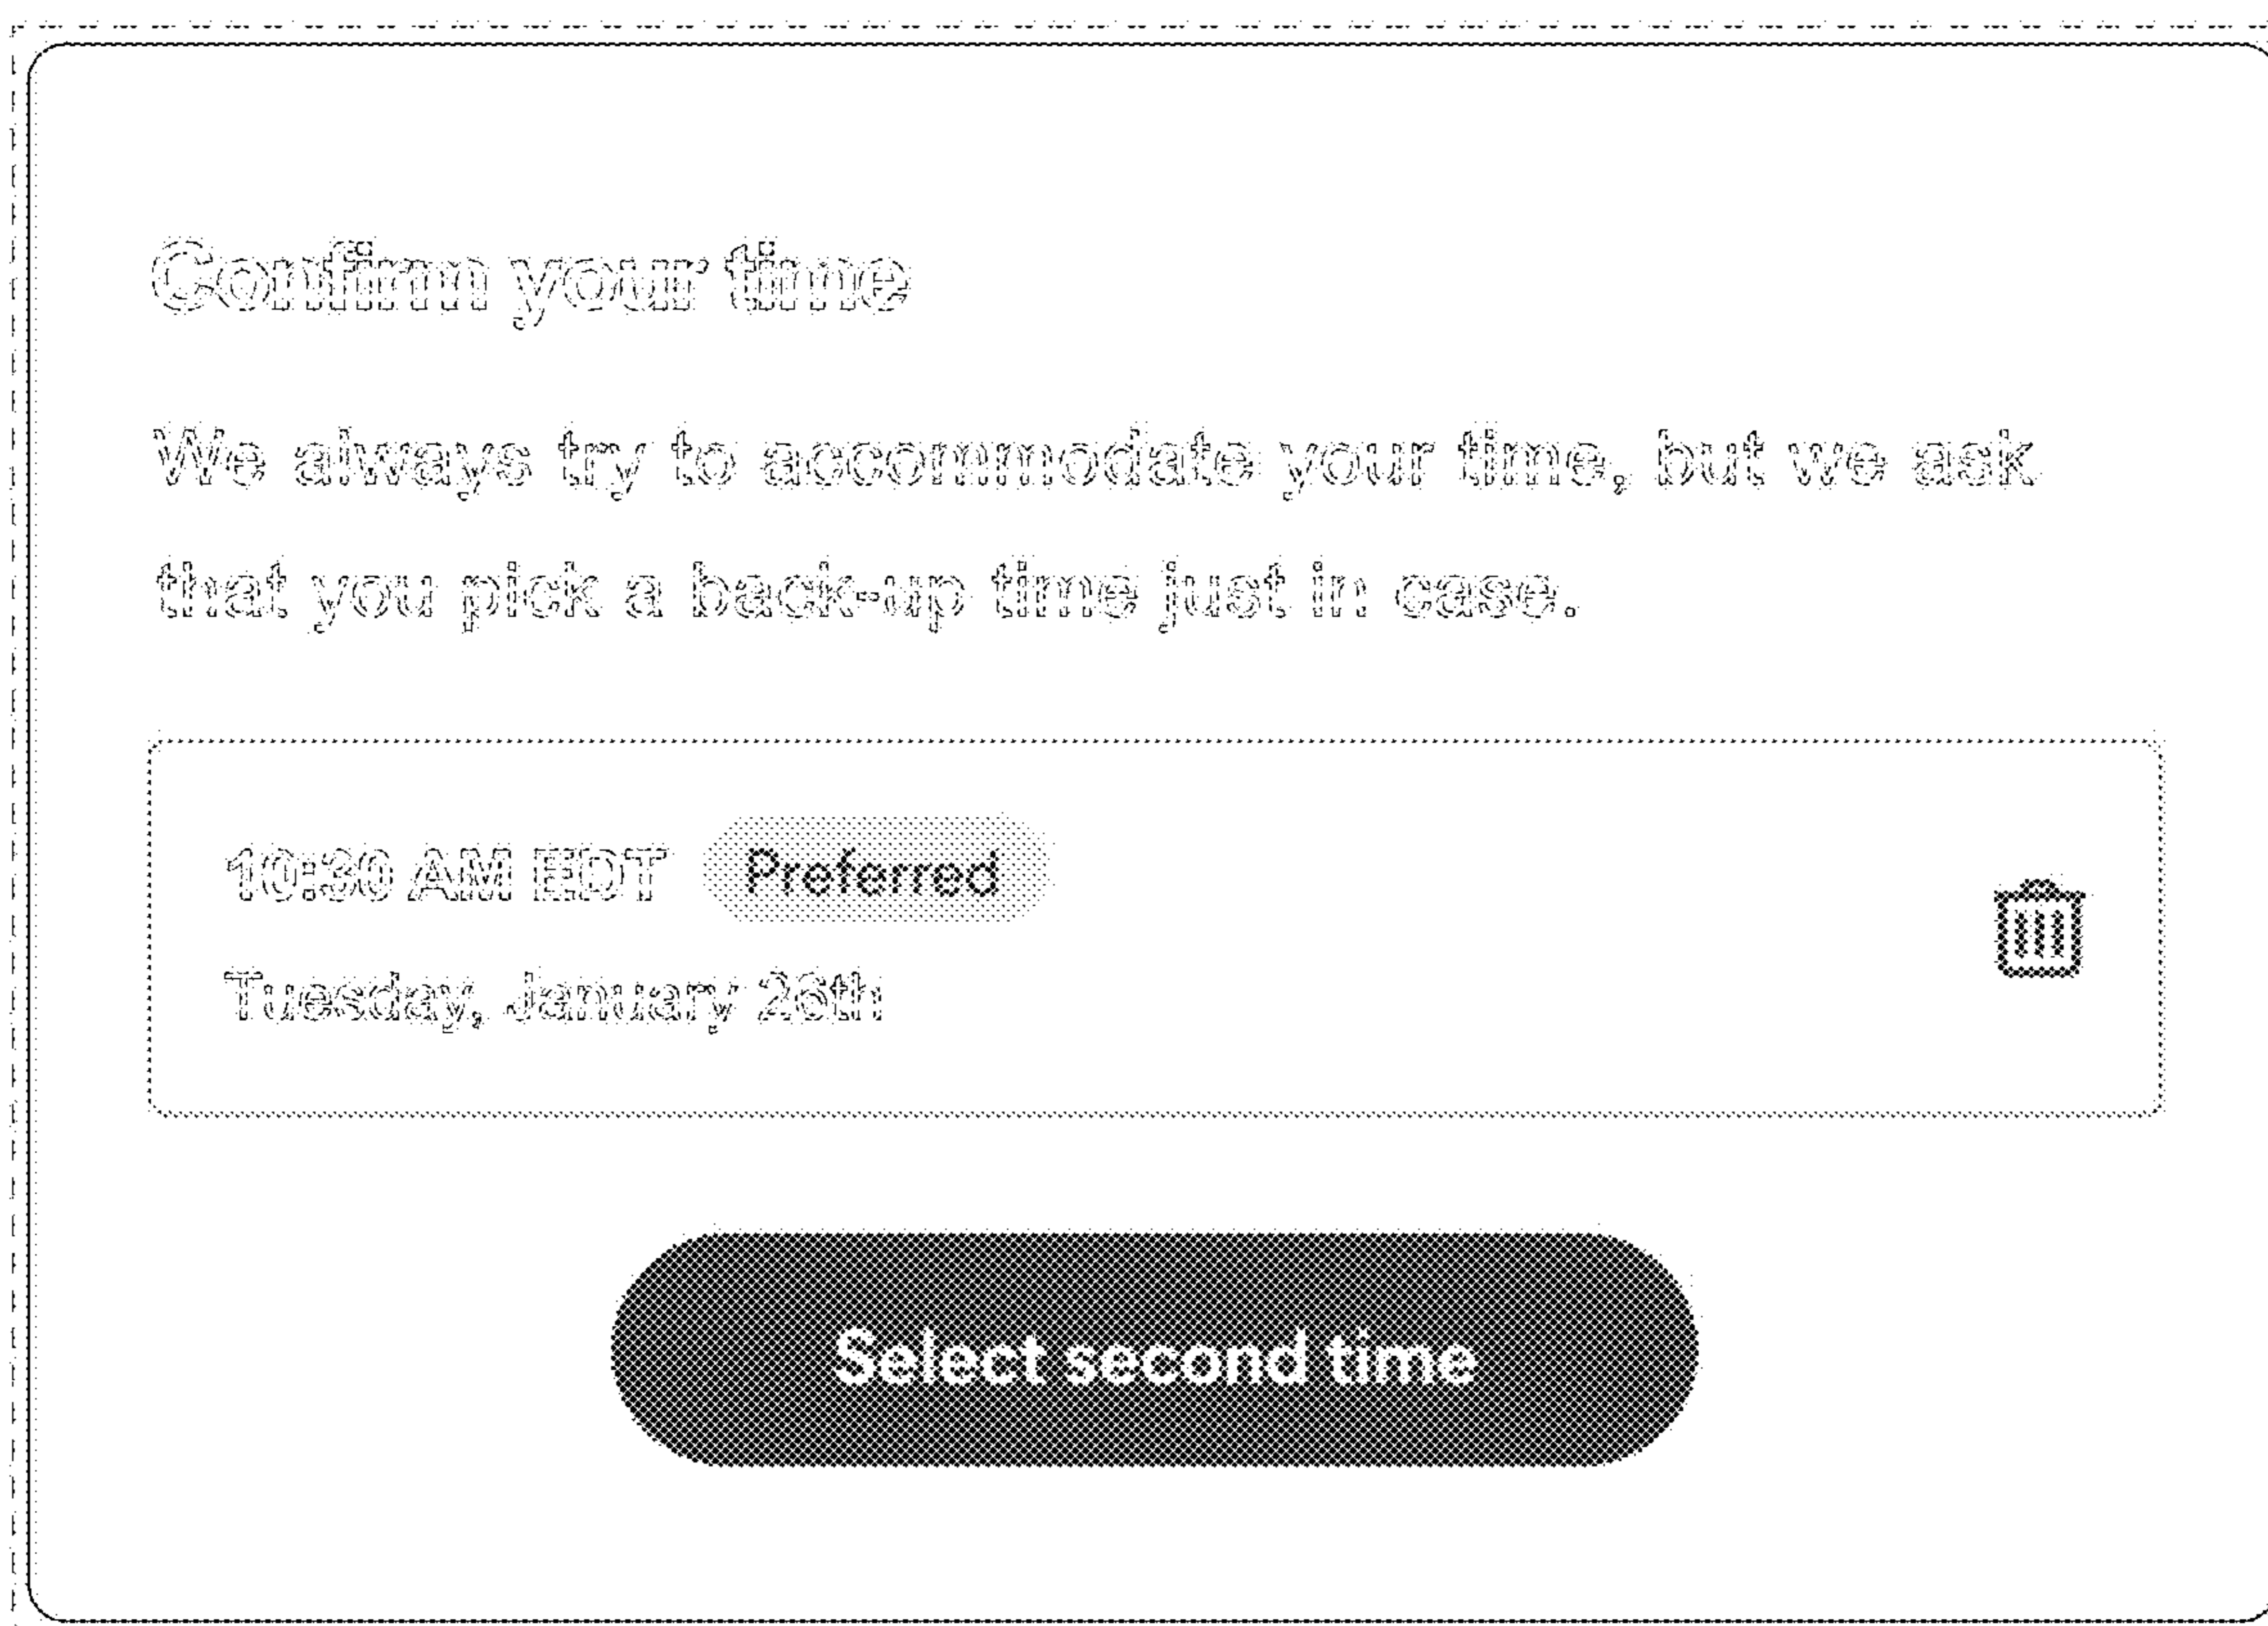 Confirm your time
We always try to accommodate your time, but we ask
that you pick a back-up time just in case.
10:30 AM EDT Preferred
Tuesday, January 26th
Select second time